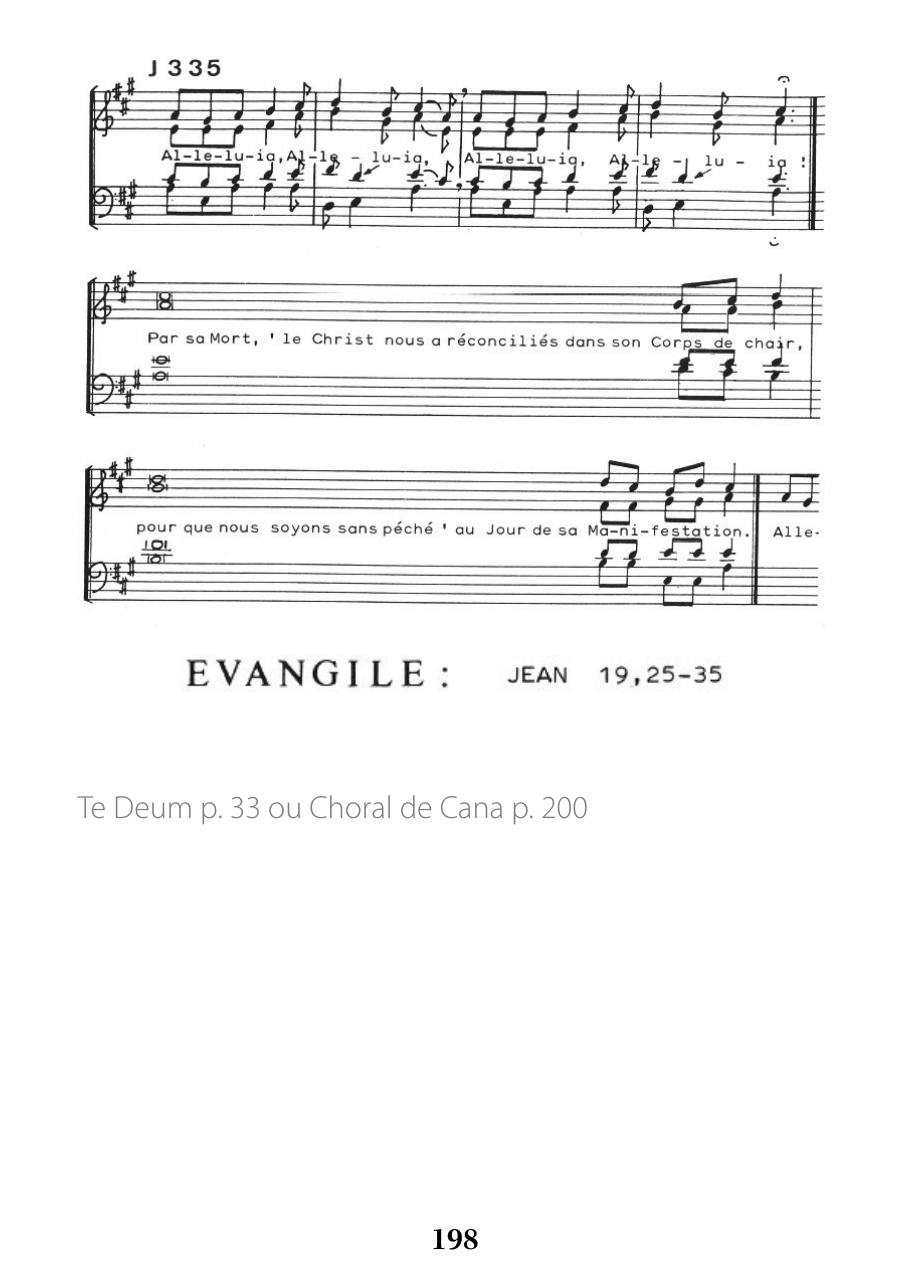 J 335
Al-le-lu-ia, Al-le - lu-ia, Al-le-lu-ia, Al-le - lu - ia :
Par sa Mort, ' le Christ nous a réconciliés dans son Corps de chair,
pour que nous soyons sans péché ' au Jour de sa Ma-ni-festation. Alle-
EVANGILE : JEAN 19,25-35
Te Deum p. 33 ou Choral de Cana p. 200
198